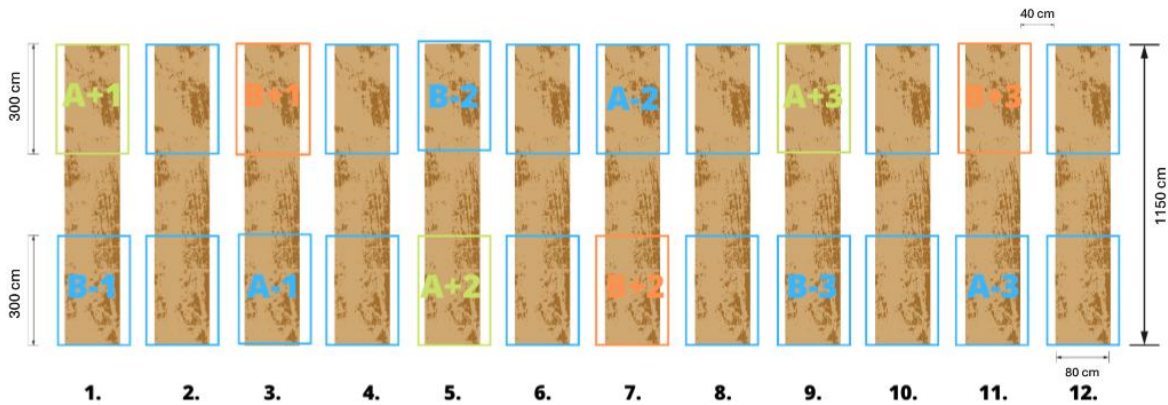 40 cm
300 cm
A+1 B+1 B-2 A-2 A+3 B+3
1150 cm
300 cm
B-1 A-1 A+2 B+2 B-3 A-3
80 cm
1. 2. 3. 4. 5. 6. 7. 8. 9. 10. 11. 12.